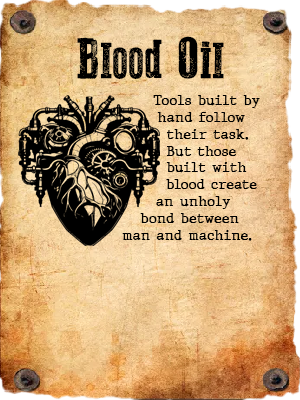 Blood Oil
Tools built by
hand follow
their task.
But those
built with
blood create
an unholy
bond between
man and machine.